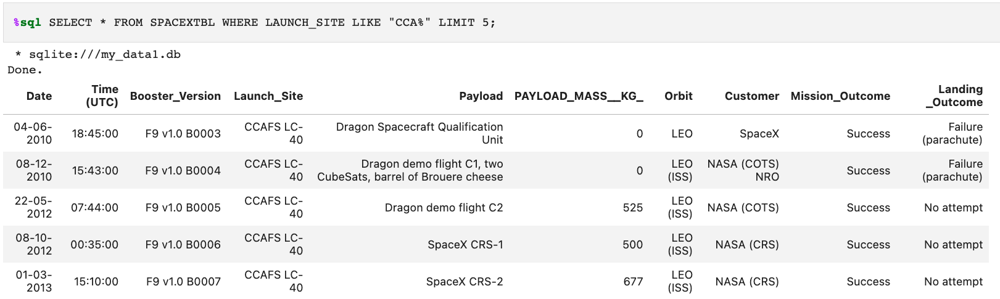 %sql SELECT * FROM SPACEXTBL WHERE LAUNCH_SITE LIKE "CCA%" LIMIT 5;
* sqlite:///my_data1.db
Done.
Date Time (UTC) Booster_Version Launch_Site Payload PAYLOAD_MASS__KG_ Orbit Customer Mission_Outcome Landing _Outcome
04-06-2010 18:45:00 F9 v1.0 B0003 CCAFS LC-40 Dragon Spacecraft Qualification Unit 0 LEO SpaceX Success Failure (parachute)
08-12-2010 15:43:00 F9 v1.0 B0004 CCAFS LC-40 Dragon demo flight C1, two CubeSats, barrel of Brouere cheese 0 LEO (ISS) NASA (COTS) NRO Success Failure (parachute)
22-05-2012 07:44:00 F9 v1.0 B0005 CCAFS LC-40 Dragon demo flight C2 525 LEO (ISS) NASA (COTS) Success No attempt
08-10-2012 00:35:00 F9 v1.0 B0006 CCAFS LC-40 SpaceX CRS-1 500 LEO (ISS) NASA (CRS) Success No attempt
01-03-2013 15:10:00 F9 v1.0 B0007 CCAFS LC-40 SpaceX CRS-2 677 LEO (ISS) NASA (CRS) Success No attempt